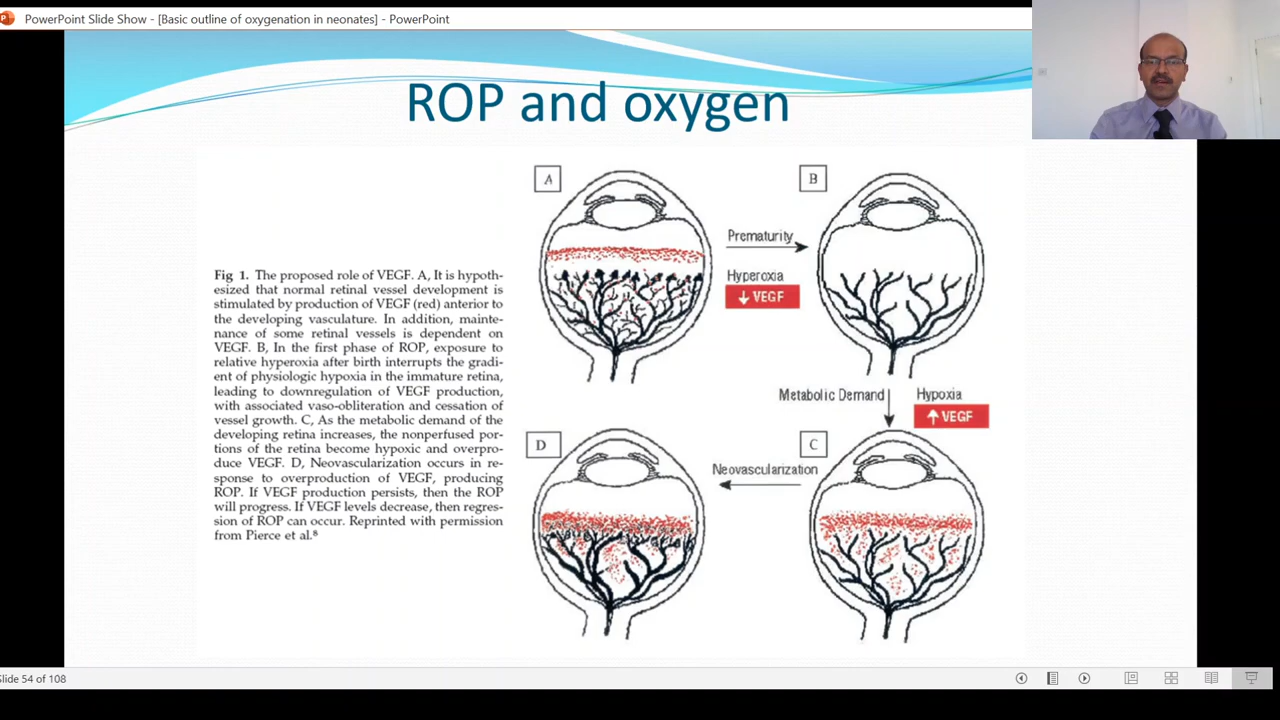 PowerPoint Slide Show - [Basic outline of oxygenation in neonates] - PowerPoint
ROP and oxygen
Fig 1. The proposed role of VEGF. A, It is hypoth-
esized that normal retinal vessel development is
stimulated by production of VEGF (red) anterior to
the developing vasculature. In addition, mainte-
nance of some retinal vessels is dependent on
VEGF. B, In the first phase of ROP, exposure to
relative hyperoxia after birth interrupts the gradi-
ent of physiologic hypoxia in the immature retina,
leading to downregulation of VEGF production,
with associated vaso-obliteration and cessation of
vessel growth. C, As the metabolic demand of the
developing retina increases, the nonperfused por-
tions of the retina become hypoxic and overpro-
duce VEGF. D, Neovascularization occurs in re-
sponse to overproduction of VEGF, producing
ROP. If VEGF production persists, then the ROP
will progress. If VEGF levels decrease, then regres-
sion of ROP can occur. Reprinted with permission
from Pierce et al.⁸
A
Prematurity
Hyperoxia
↓ VEGF
B
Metabolic Demand
Hypoxia
↑ VEGF
D
Neovascularization
C
Slide 54 of 108